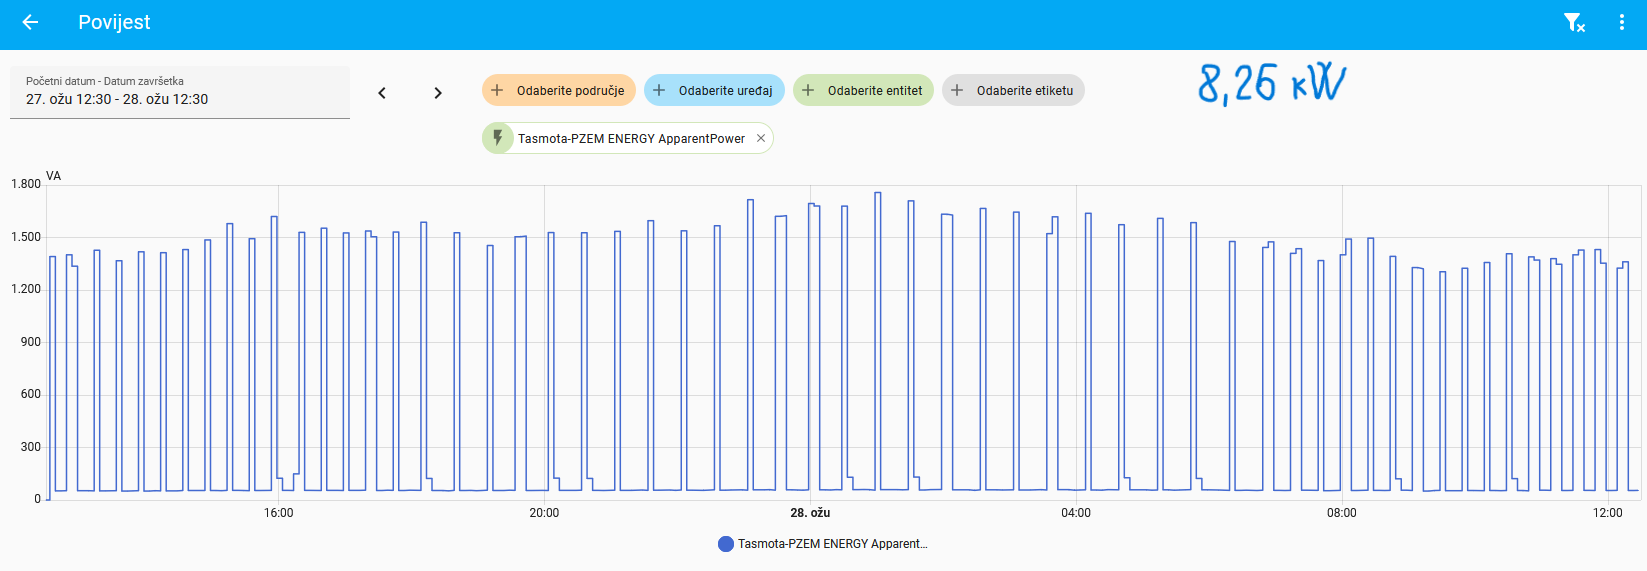 Povijest
Početni datum - Datum završetka
27. ožu 12:30 - 28. ožu 12:30
Odaberite područje
Odaberite uređaj
Odaberite entitet
Odaberite etiketu
8,26 kW
Tasmota-PZEM ENERGY ApparentPower
VA
1.800
1.500
1.200
900
600
300
0
16:00
20:00
28. ožu
04:00
08:00
12:00
Tasmota-PZEM ENERGY Apparent...